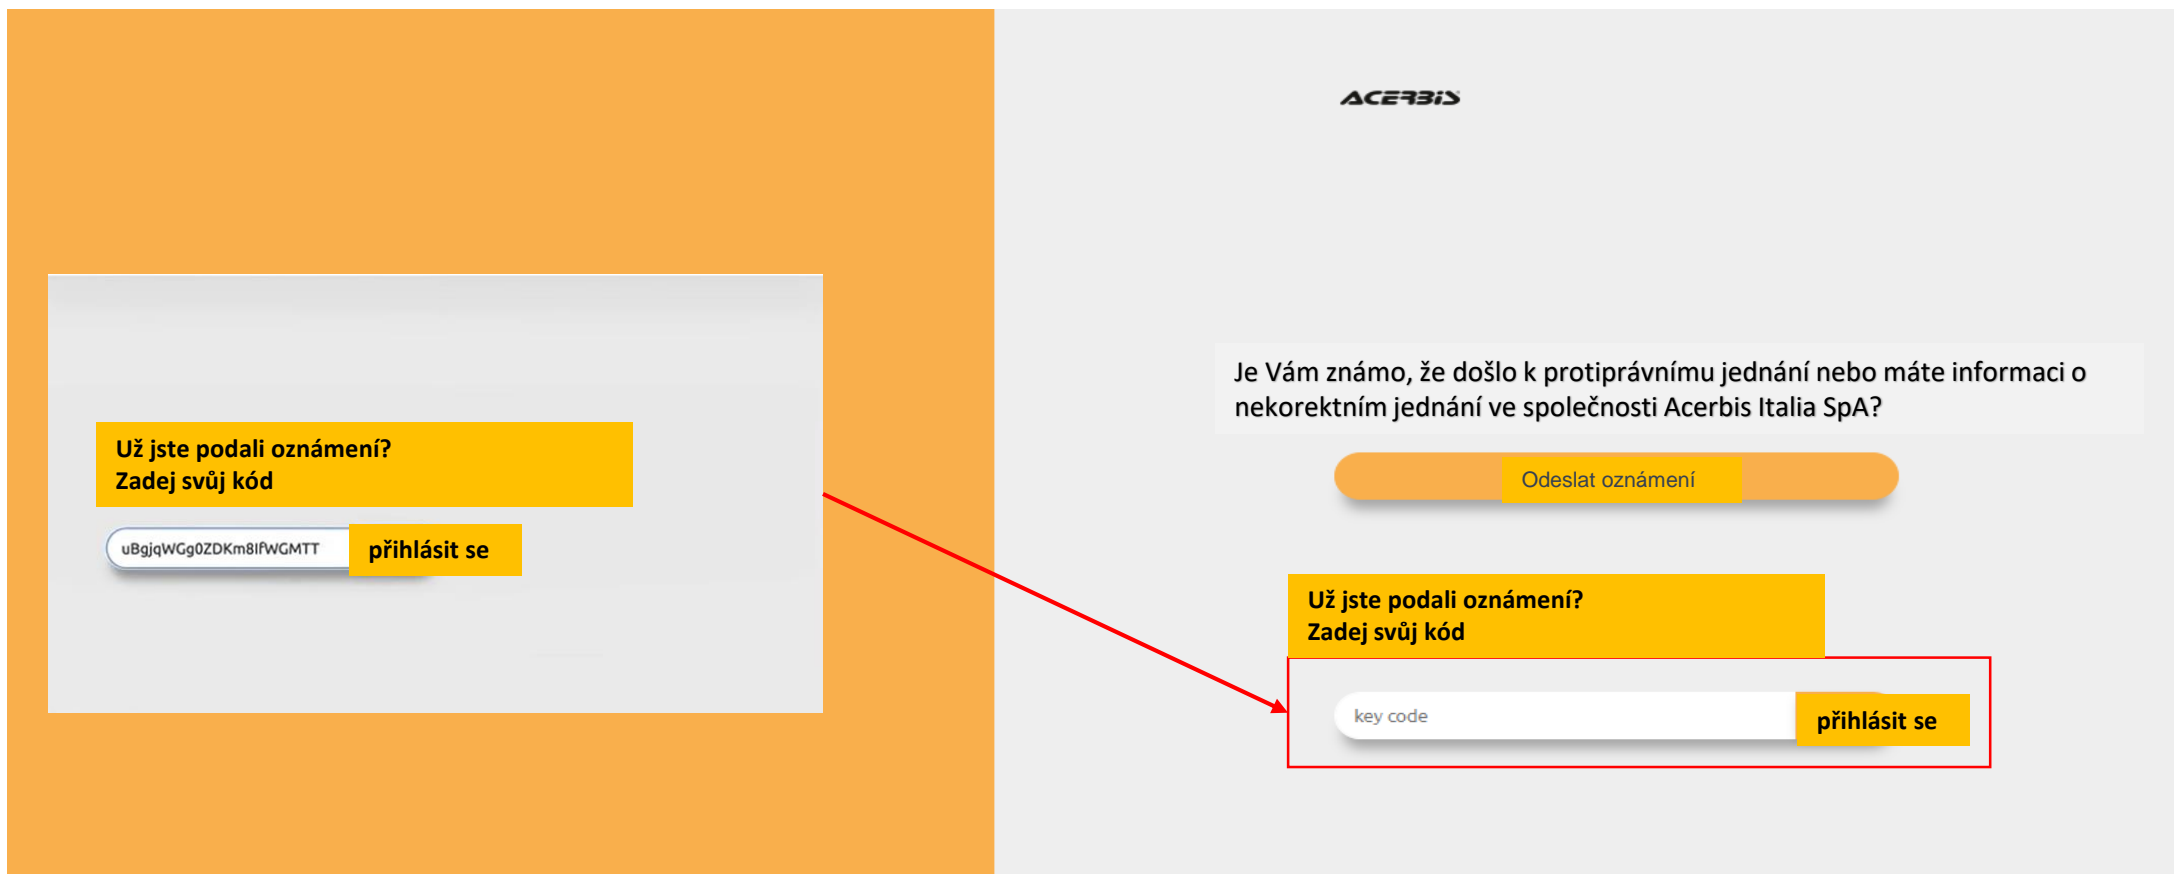 Už jste podali oznámení?
Zadej svůj kód
uBgjqWGg0ZDKm8IfWGMTT
přihlásit se
ACERBIS
Je Vám známo, že došlo k protiprávnímu jednání nebo máte informaci o
nekorektním jednání ve společnosti Acerbis Italia SpA?
Odeslat oznámení
Už jste podali oznámení?
Zadej svůj kód
key code
přihlásit se